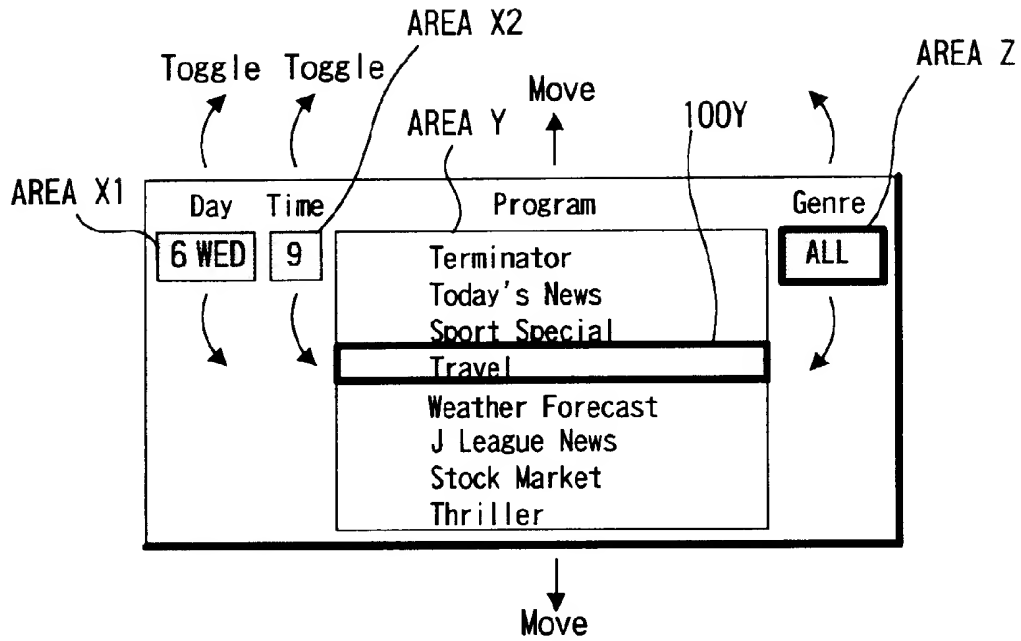 AREA X2
AREA Z
Toggle Toggle
Move
100Y
AREA Y
AREA X1
Day Time Program Genre
6 WED 9 ALL
Terminator
Today's News
Sport Special
Travel
Weather Forecast
J League News
Stock Market
Thriller
Move